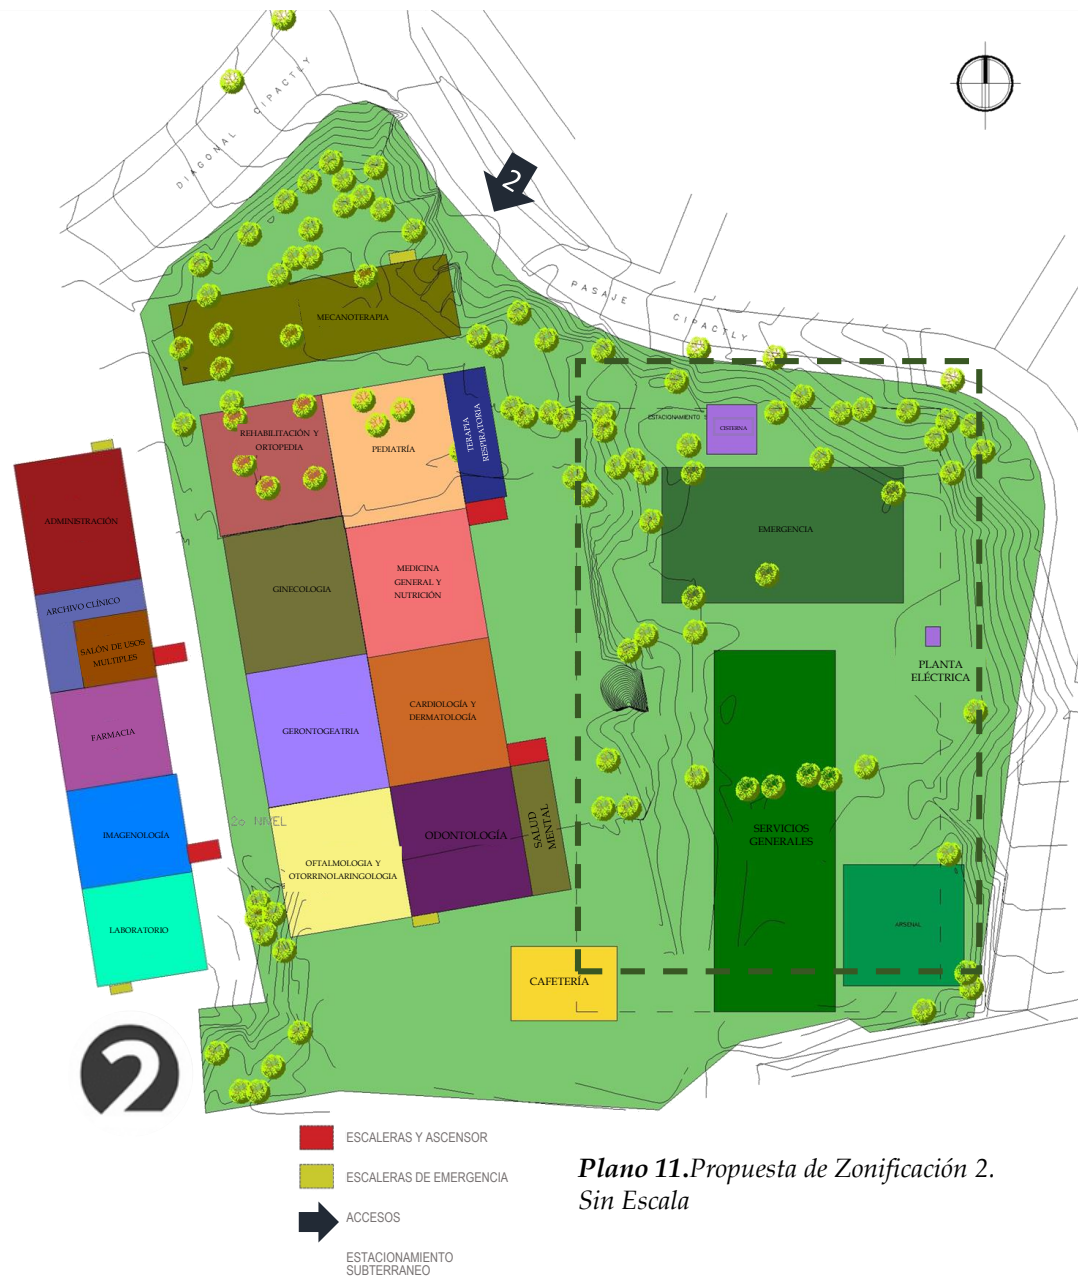 DIAGONAL CIPACTLY
2
PASAJE
CIPACTLY
MECANOTERAPIA
ESTACIONAMIENTO S
CISTERNA
REHABILITACIÓN Y
ORTOPEDIA
PEDIATRÍA
TERAPIA
RESPIRATORIA
ADMINISTRACIÓN
EMERGENCIA
GINECOLOGIA
MEDICINA
GENERAL Y
NUTRICIÓN
ARCHIVO CLÍNICO
SALÓN DE USOS
MULTIPLES
PLANTA
ELÉCTRICA
FARMACIA
GERONTOGEATRIA
CARDIOLOGÍA Y
DERMATOLOGÍA
2o NIVEL
IMAGENOLOGÍA
ODONTOLOGÍA
SALUD
MENTAL
SERVICIOS
GENERALES
OFTALMOLOGIA Y
OTORRINOLARINGOLOGIA
LABORATORIO
ARSENAL
CAFETERÍA
2
ESCALERAS Y ASCENSOR
ESCALERAS DE EMERGENCIA
ACCESOS
ESTACIONAMIENTO
SUBTERRANEO
Plano 11.Propuesta de Zonificación 2.
Sin Escala